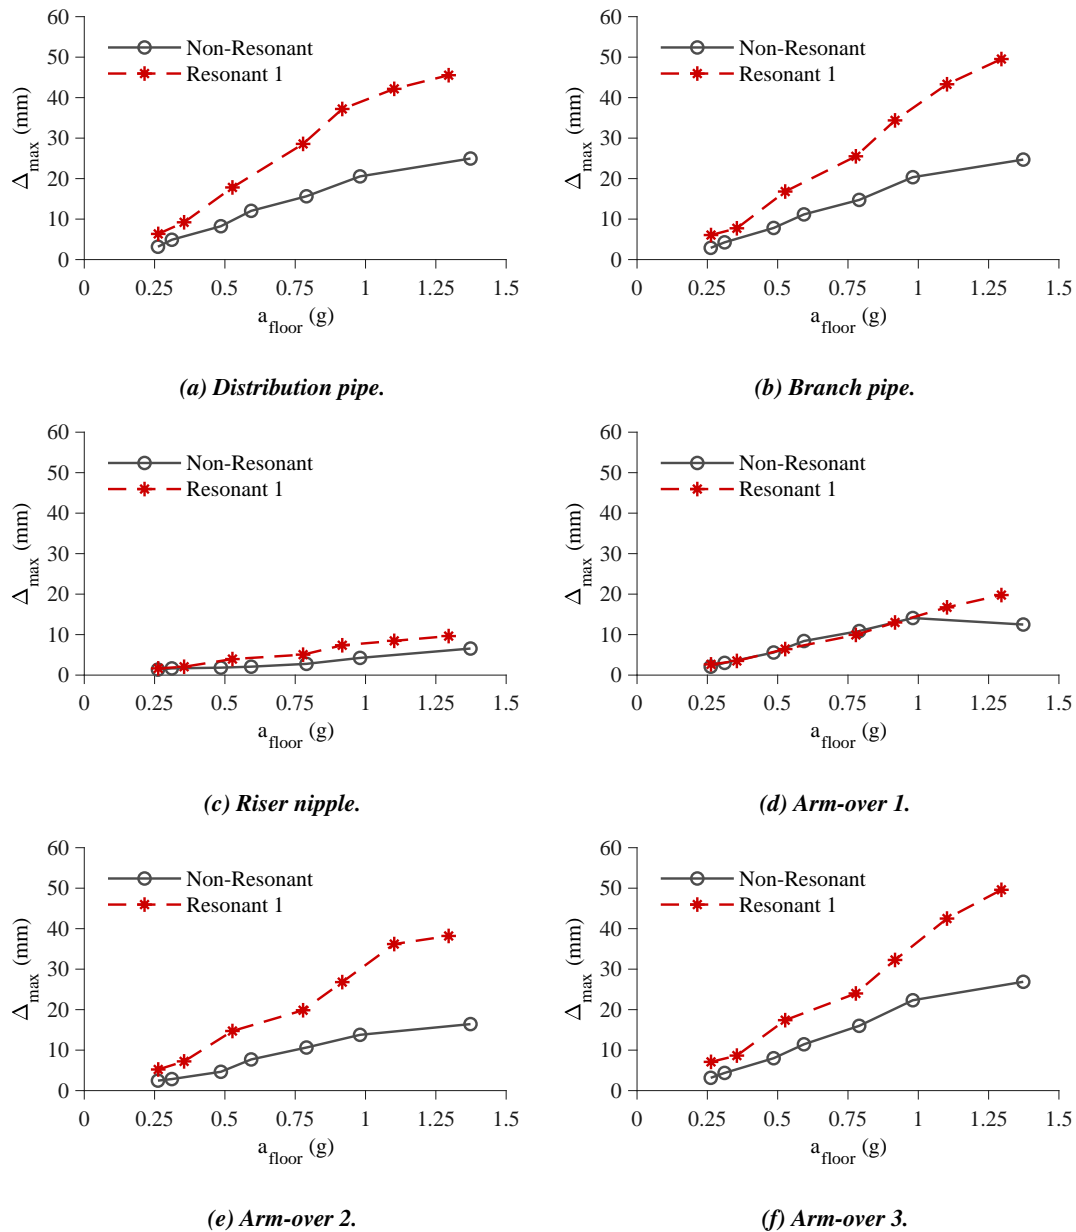 60
50
40
30
20
10
0
Δmax (mm)
Non-Resonant
Resonant 1
0 0.25 0.5 0.75 1 1.25 1.5
afloor (g)
(a) Distribution pipe.
60
50
40
30
20
10
0
Δmax (mm)
Non-Resonant
Resonant 1
0 0.25 0.5 0.75 1 1.25 1.5
afloor (g)
(b) Branch pipe.
60
50
40
30
20
10
0
Δmax (mm)
Non-Resonant
Resonant 1
0 0.25 0.5 0.75 1 1.25 1.5
afloor (g)
(c) Riser nipple.
60
50
40
30
20
10
0
Δmax (mm)
Non-Resonant
Resonant 1
0 0.25 0.5 0.75 1 1.25 1.5
afloor (g)
(d) Arm-over 1.
60
50
40
30
20
10
0
Δmax (mm)
Non-Resonant
Resonant 1
0 0.25 0.5 0.75 1 1.25 1.5
afloor (g)
(e) Arm-over 2.
60
50
40
30
20
10
0
Δmax (mm)
Non-Resonant
Resonant 1
0 0.25 0.5 0.75 1 1.25 1.5
afloor (g)
(f) Arm-over 3.